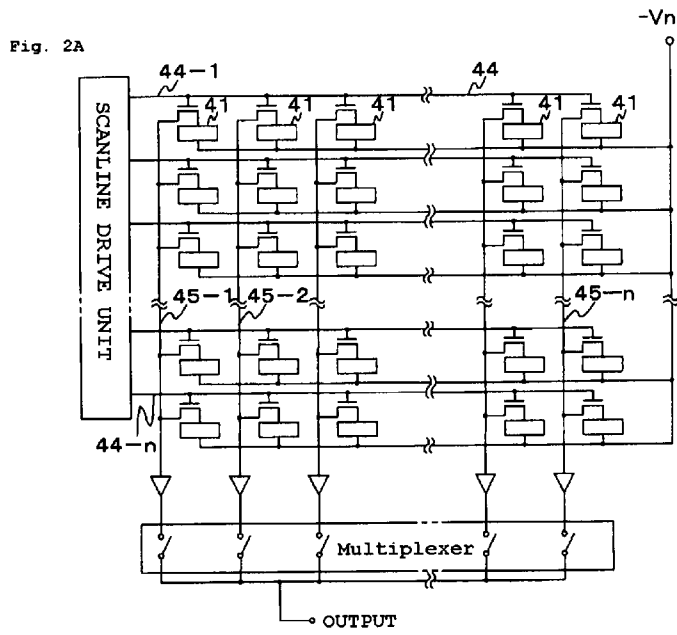 -Vn
Fig. 2A
44-1
44
SCANLINE DRIVE UNIT
41
41
41
41
41
45-1
45-2
45-n
44-n
Multiplexer
OUTPUT